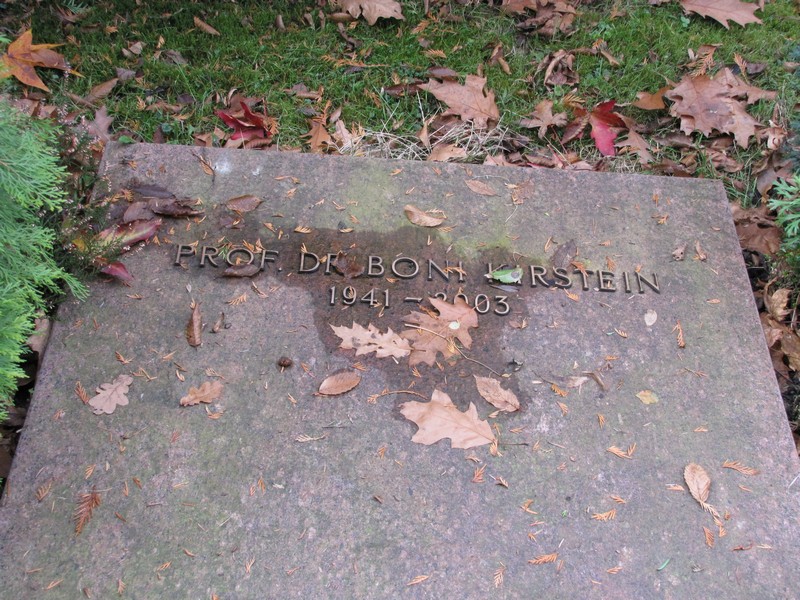 PROF. DR. BONI KIRSTEIN
1941 – 2003